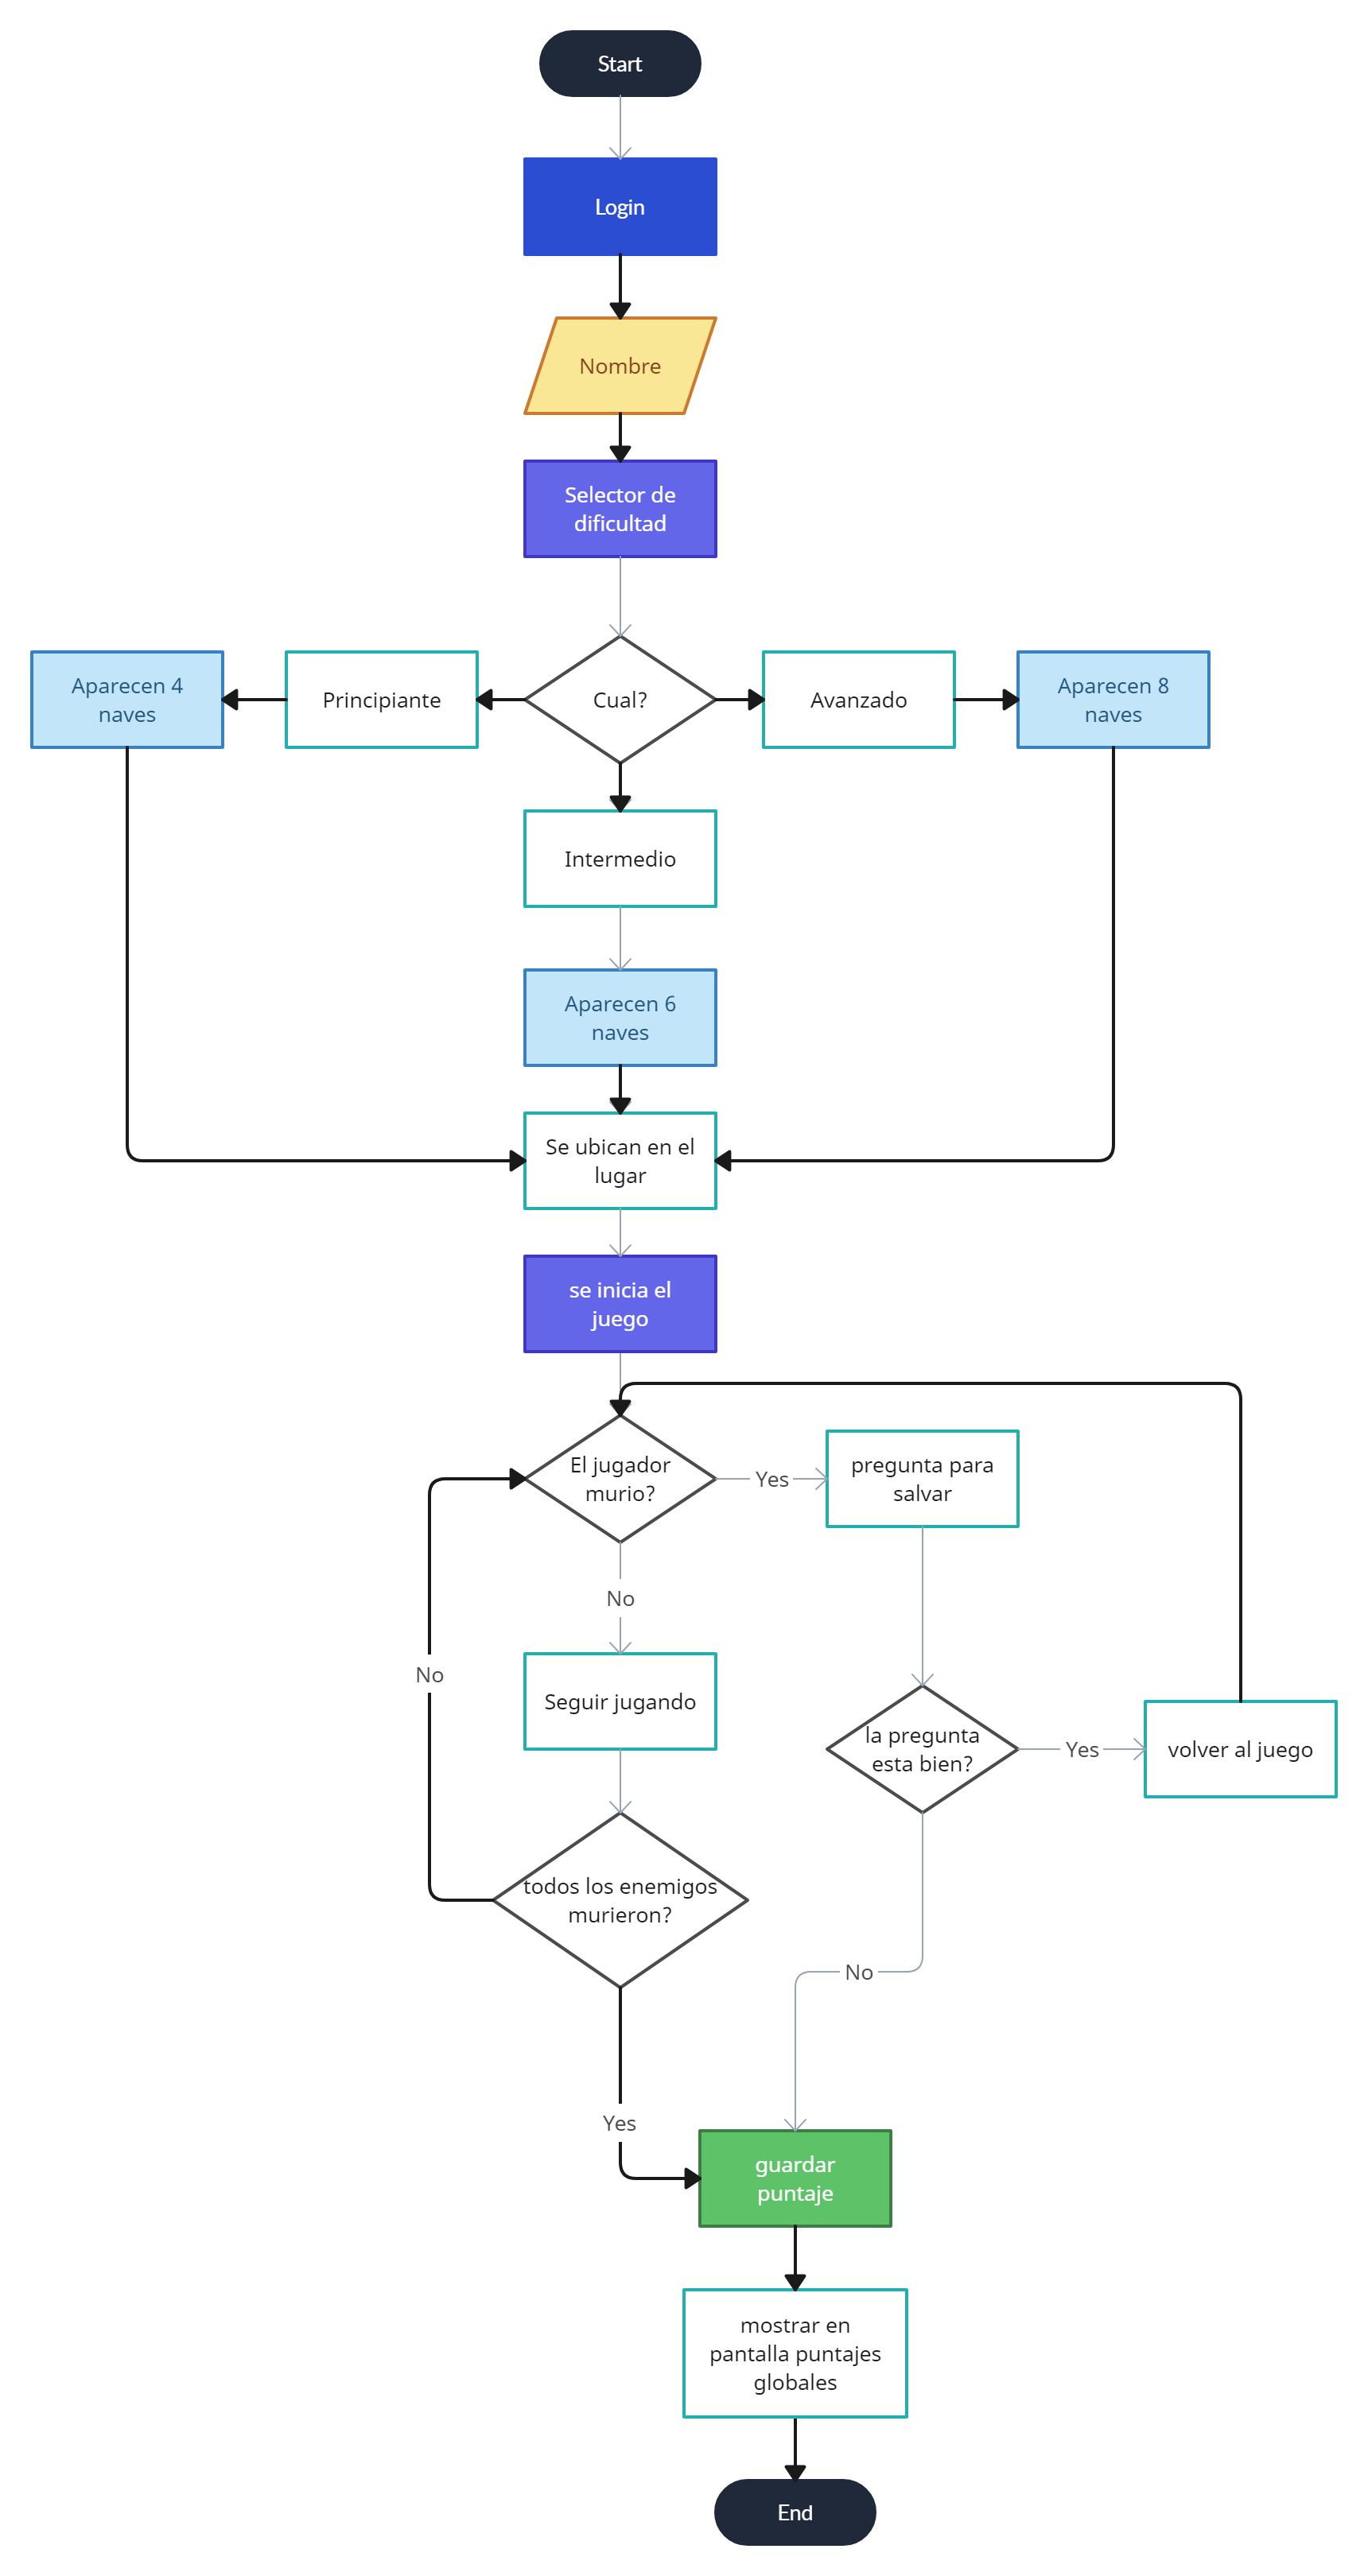 Start
Login
Nombre
Selector de
dificultad
Aparecen 4
naves
Principiante
Cual?
Avanzado
Aparecen 8
naves
Intermedio
Aparecen 6
naves
Se ubican en el
lugar
se inicia el
juego
El jugador
murio?
Yes
pregunta para
salvar
No
No
Seguir jugando
la pregunta
esta bien?
Yes
volver al juego
todos los enemigos
murieron?
No
Yes
guardar
puntaje
mostrar en
pantalla puntajes
globales
End